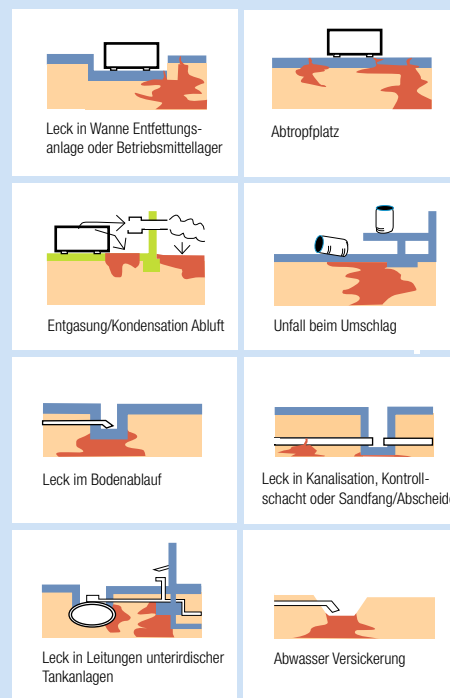 Leck in Wanne Entfettungs-
anlage oder Betriebsmittellager
Abtropfplatz
Entgasung/Kondensation Abluft
Unfall beim Umschlag
Leck im Bodenablauf
Leck in Kanalisation, Kontroll-
schacht oder Sandfang/Abscheide
Leck in Leitungen unterirdischer
Tankanlagen
Abwasser Versickerung